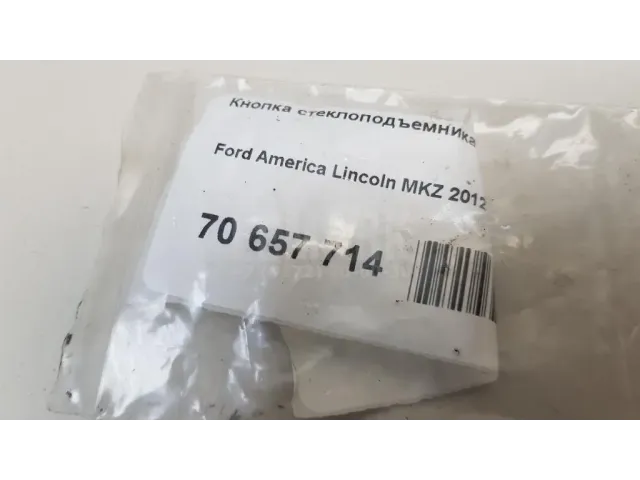 Кнопка стеклоподъемника
Ford America Lincoln MKZ 2012
70 657 714